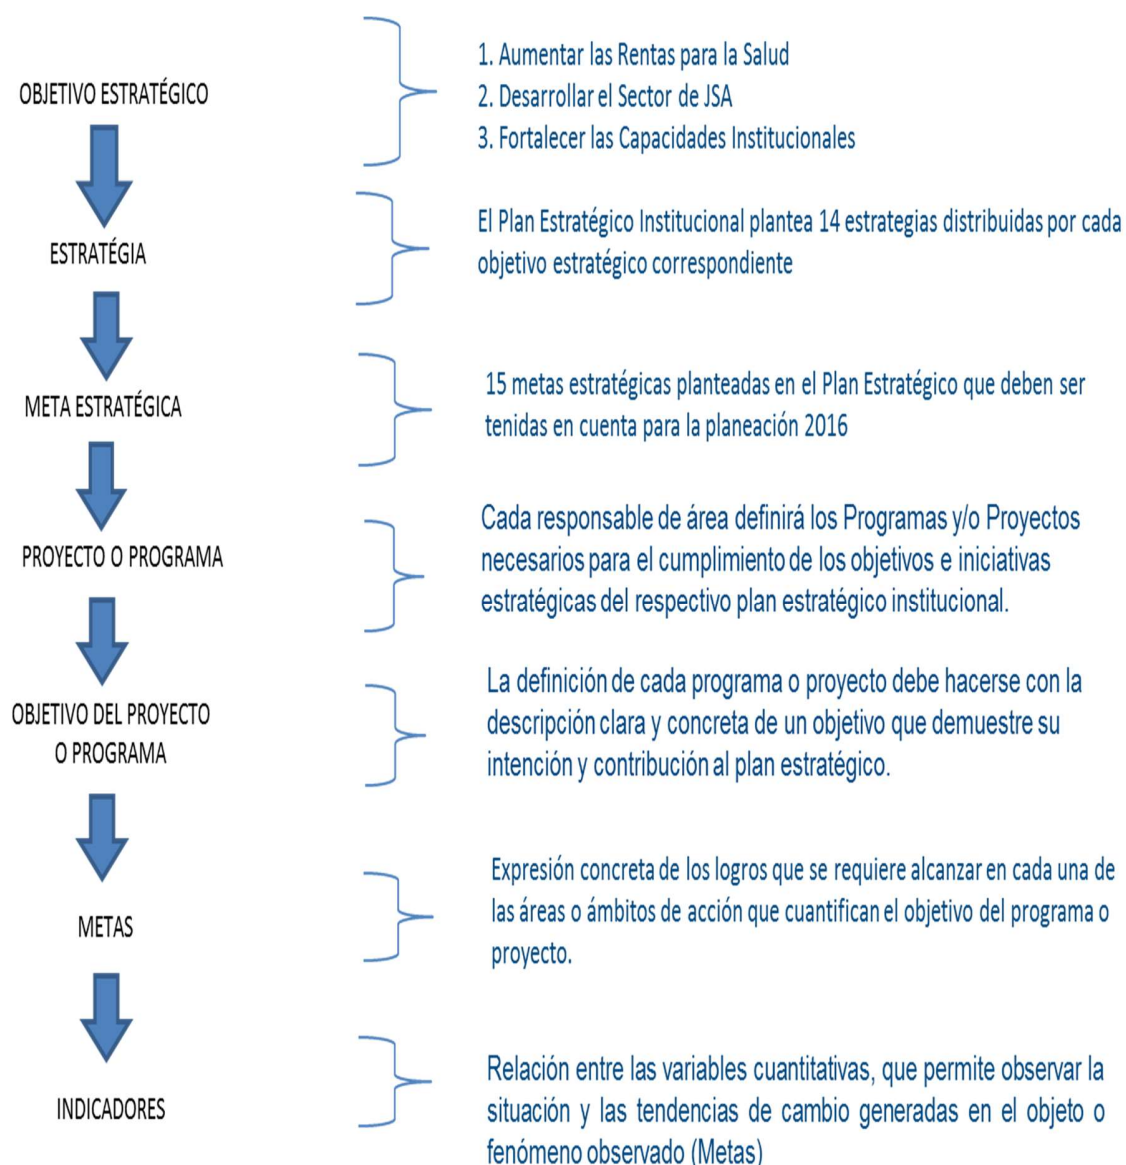 OBJETIVO ESTRATÉGICO
1. Aumentar las Rentas para la Salud
2. Desarrollar el Sector de JSA
3. Fortalecer las Capacidades Institucionales
ESTRATÉGIA
El Plan Estratégico Institucional plantea 14 estrategias distribuidas por cada
objetivo estratégico correspondiente
META ESTRATÉGICA
15 metas estratégicas planteadas en el Plan Estratégico que deben ser
tenidas en cuenta para la planeación 2016
PROYECTO O PROGRAMA
Cada responsable de área definirá los Programas y/o Proyectos
necesarios para el cumplimiento de los objetivos e iniciativas
estratégicas del respectivo plan estratégico institucional.
OBJETIVO DEL PROYECTO
O PROGRAMA
La definición de cada programa o proyecto debe hacerse con la
descripción clara y concreta de un objetivo que demuestre su
intención y contribución al plan estratégico.
METAS
Expresión concreta de los logros que se requiere alcanzar en cada una de
las áreas o ámbitos de acción que cuantifican el objetivo del programa o
proyecto.
INDICADORES
Relación entre las variables cuantitativas, que permite observar la
situación y las tendencias de cambio generadas en el objeto o
fenómeno observado (Metas)